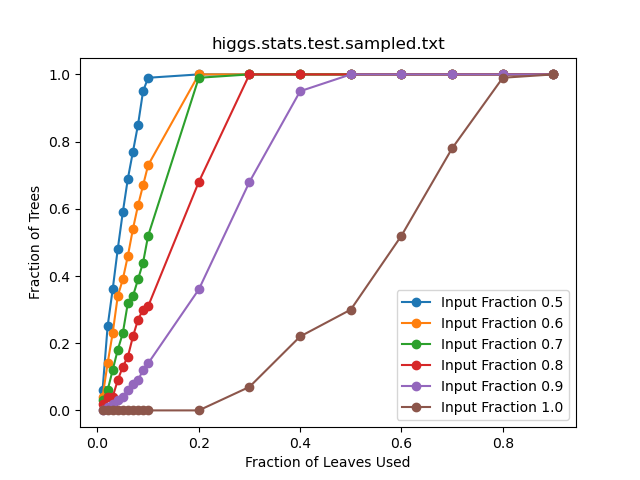 higgs.stats.test.sampled.txt
Fraction of Trees
1.0
0.8
0.6
0.4
0.2
0.0
Input Fraction 0.5
Input Fraction 0.6
Input Fraction 0.7
Input Fraction 0.8
Input Fraction 0.9
Input Fraction 1.0
0.0 0.2 0.4 0.6 0.8
Fraction of Leaves Used